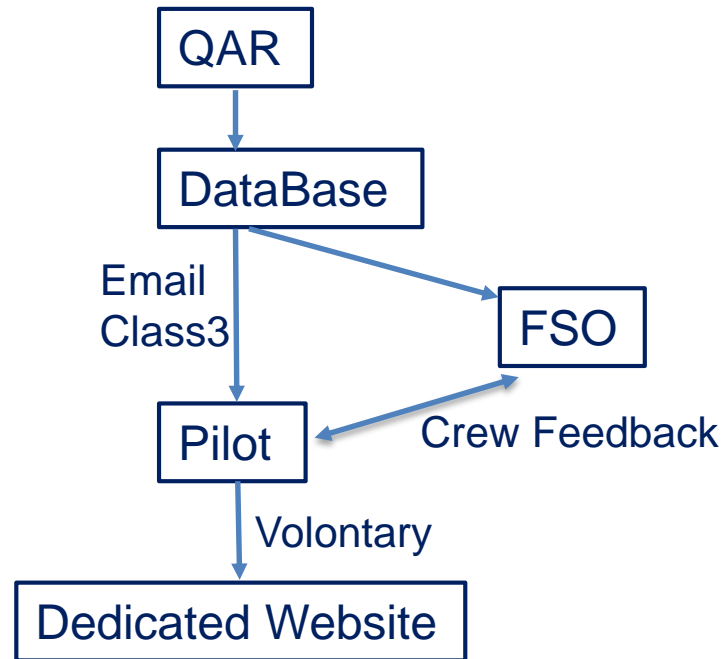 QAR
DataBase
Email
Class3
FSO
Pilot
Crew Feedback
Volontary
Dedicated Website